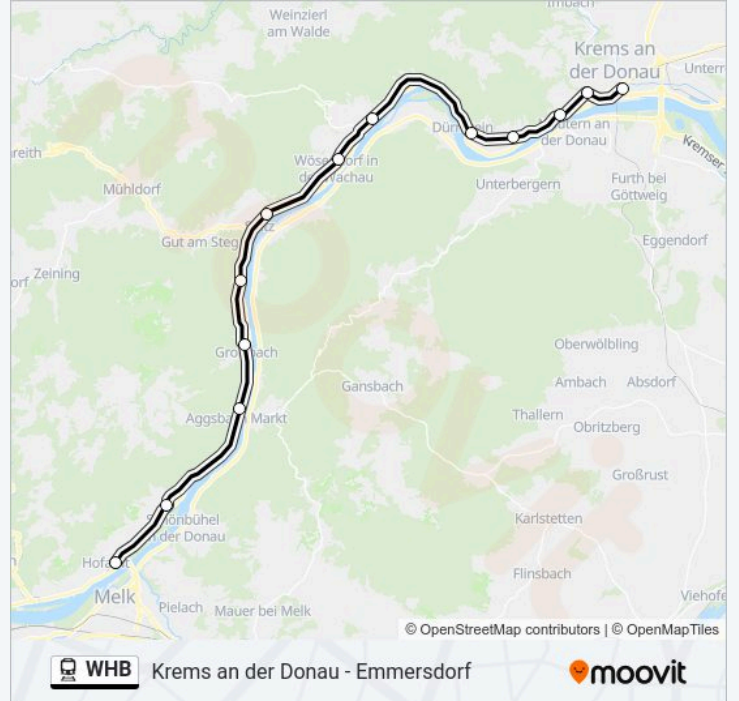 Imbach
Weinzierl
am Walde
Krems an
der Donau
Unterr
Dürnstein
Mautern an
der Donau
Kremser
reith
Wösendorf in
der Wachau
Mühldorf
Unterbergern
Furth bei
Göttweig
Spitz
Gut am Steg
Eggendorf
orf
Zeining
Oberwölbling
Groisbach
Gansbach
Ambach
Absdorf
Aggsbach Markt
Thallern
Obritzberg
Großrust
Karlstetten
Schönbühel
an der Donau
Flinsbach
Hofamt
Melk
Pielach
Mauer bei Melk
Viehofe
© OpenStreetMap contributors | © OpenMapTiles
WHB
Krems an der Donau - Emmersdorf
moovit